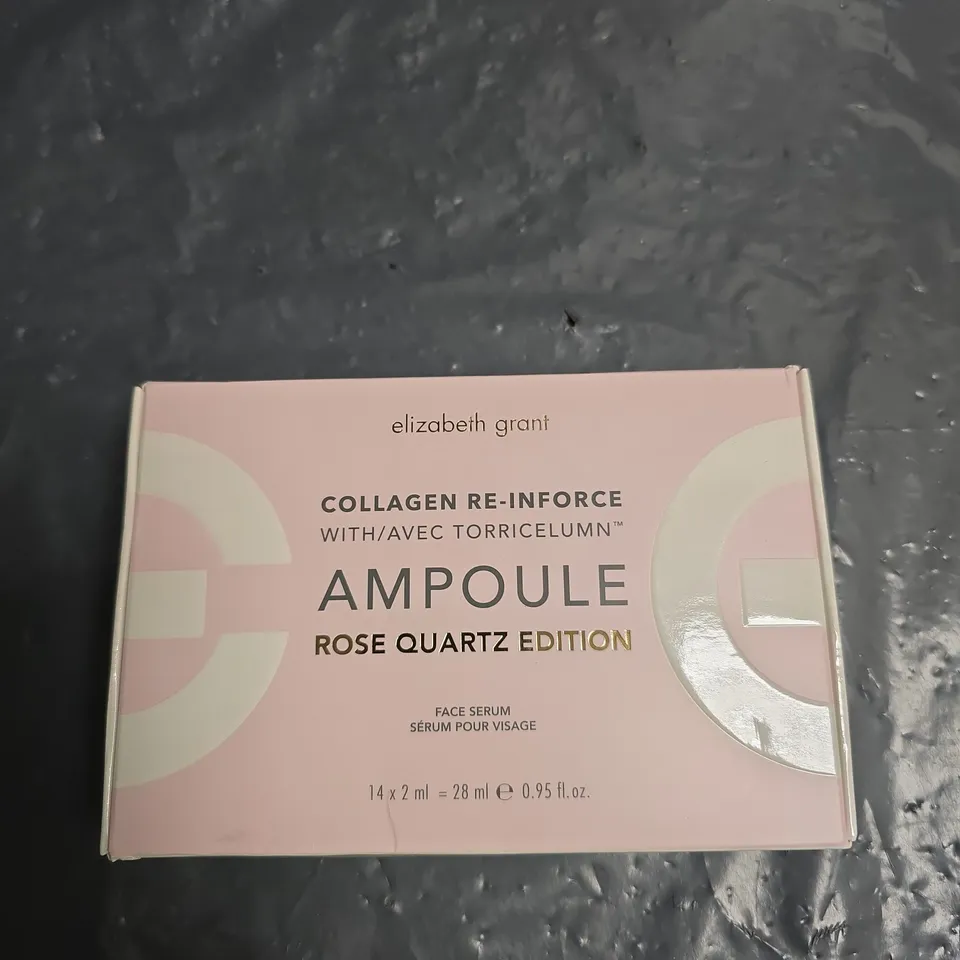 elizabeth grant
COLLAGEN RE-INFORCE
WITH/AVEC TORRICELUMN™
AMPOULE
ROSE QUARTZ EDITION
FACE SERUM
SÉRUM POUR VISAGE
14 x 2 ml = 28 ml ℮ 0.95 fl.oz.